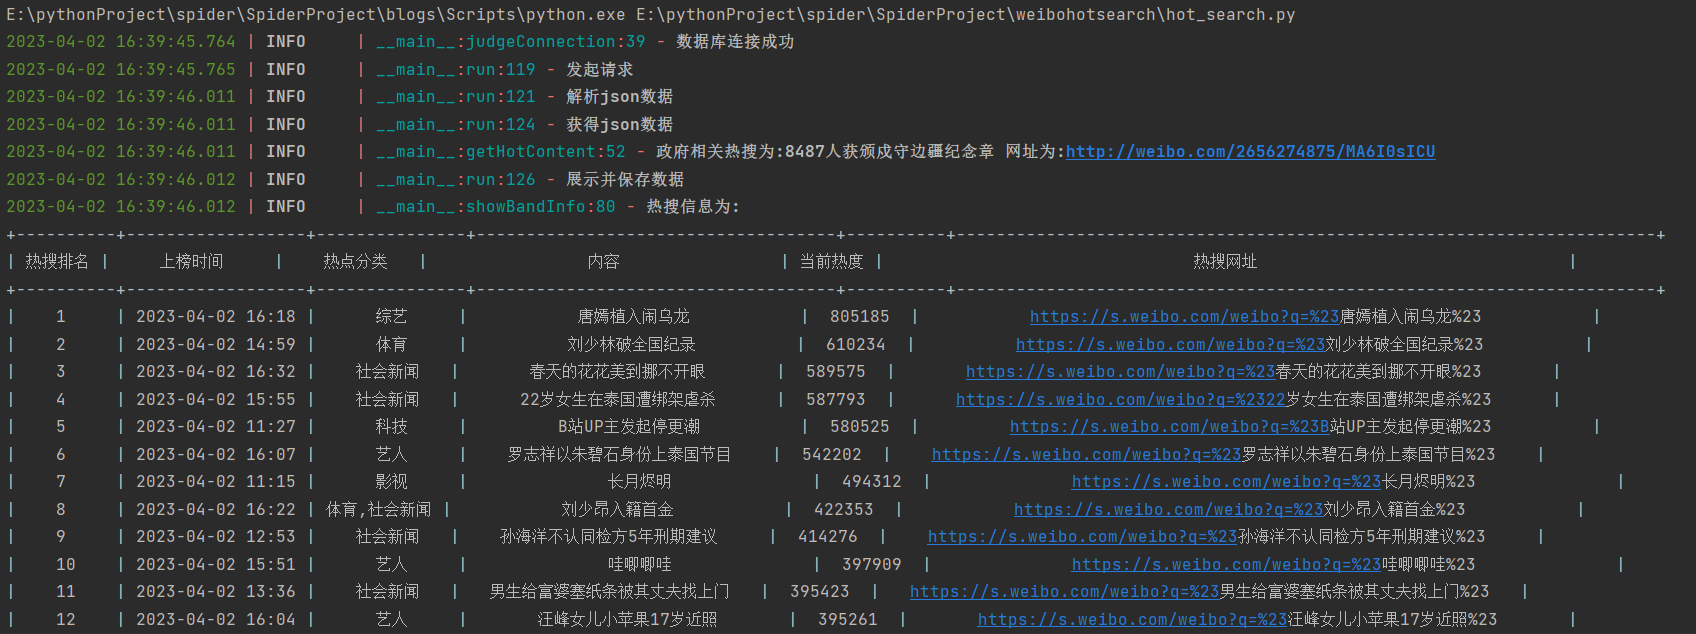 E:\pythonProject\spider\SpiderProject\blogs\Scripts\python.exe E:\pythonProject\spider\SpiderProject\weibohotsearch\hot_search.py
2023-04-02 16:39:45.764 | INFO     | __main__:judgeConnection:39 - 数据库连接成功
2023-04-02 16:39:45.765 | INFO     | __main__:run:119 - 发起请求
2023-04-02 16:39:46.011 | INFO     | __main__:run:121 - 解析json数据
2023-04-02 16:39:46.011 | INFO     | __main__:run:124 - 获得json数据
2023-04-02 16:39:46.011 | INFO     | __main__:getHotContent:52 - 政府相关热搜为:8487人获颁戍守边疆纪念章 网址为:http://weibo.com/2656274875/MA6I0sICU
2023-04-02 16:39:46.012 | INFO     | __main__:run:126 - 展示并保存数据
2023-04-02 16:39:46.012 | INFO     | __main__:showBandInfo:80 - 热搜信息为:
+----------+------------------+---------------+------------------------------------+----------+----------------------------------------------------------------------+
| 热搜排名 | 上榜时间 | 热点分类 | 内容 | 当前热度 | 热搜网址 |
+----------+------------------+---------------+------------------------------------+----------+----------------------------------------------------------------------+
| 1 | 2023-04-02 16:18 | 综艺 | 唐嫣植入闹乌龙 | 805185 | https://s.weibo.com/weibo?q=%23唐嫣植入闹乌龙%23 |
| 2 | 2023-04-02 14:59 | 体育 | 刘少林破全国纪录 | 610234 | https://s.weibo.com/weibo?q=%23刘少林破全国纪录%23 |
| 3 | 2023-04-02 16:32 | 社会新闻 | 春天的花花美到挪不开眼 | 589575 | https://s.weibo.com/weibo?q=%23春天的花花美到挪不开眼%23 |
| 4 | 2023-04-02 15:55 | 社会新闻 | 22岁女生在泰国遭绑架虐杀 | 587793 | https://s.weibo.com/weibo?q=%2322岁女生在泰国遭绑架虐杀%23 |
| 5 | 2023-04-02 11:27 | 科技 | B站UP主发起停更潮 | 580525 | https://s.weibo.com/weibo?q=%23B站UP主发起停更潮%23 |
| 6 | 2023-04-02 16:07 | 艺人 | 罗志祥以朱碧石身份上泰国节目 | 542202 | https://s.weibo.com/weibo?q=%23罗志祥以朱碧石身份上泰国节目%23 |
| 7 | 2023-04-02 11:15 | 影视 | 长月烬明 | 494312 | https://s.weibo.com/weibo?q=%23长月烬明%23 |
| 8 | 2023-04-02 16:22 | 体育,社会新闻 | 刘少昂入籍首金 | 422353 | https://s.weibo.com/weibo?q=%23刘少昂入籍首金%23 |
| 9 | 2023-04-02 12:53 | 社会新闻 | 孙海洋不认同检方5年刑期建议 | 414276 | https://s.weibo.com/weibo?q=%23孙海洋不认同检方5年刑期建议%23 |
| 10 | 2023-04-02 15:51 | 艺人 | 哇唧唧哇 | 397909 | https://s.weibo.com/weibo?q=%23哇唧唧哇%23 |
| 11 | 2023-04-02 13:36 | 社会新闻 | 男生给富婆塞纸条被其丈夫找上门 | 395423 | https://s.weibo.com/weibo?q=%23男生给富婆塞纸条被其丈夫找上门%23 |
| 12 | 2023-04-02 16:04 | 艺人 | 汪峰女儿小苹果17岁近照 | 395261 | https://s.weibo.com/weibo?q=%23汪峰女儿小苹果17岁近照%23 |